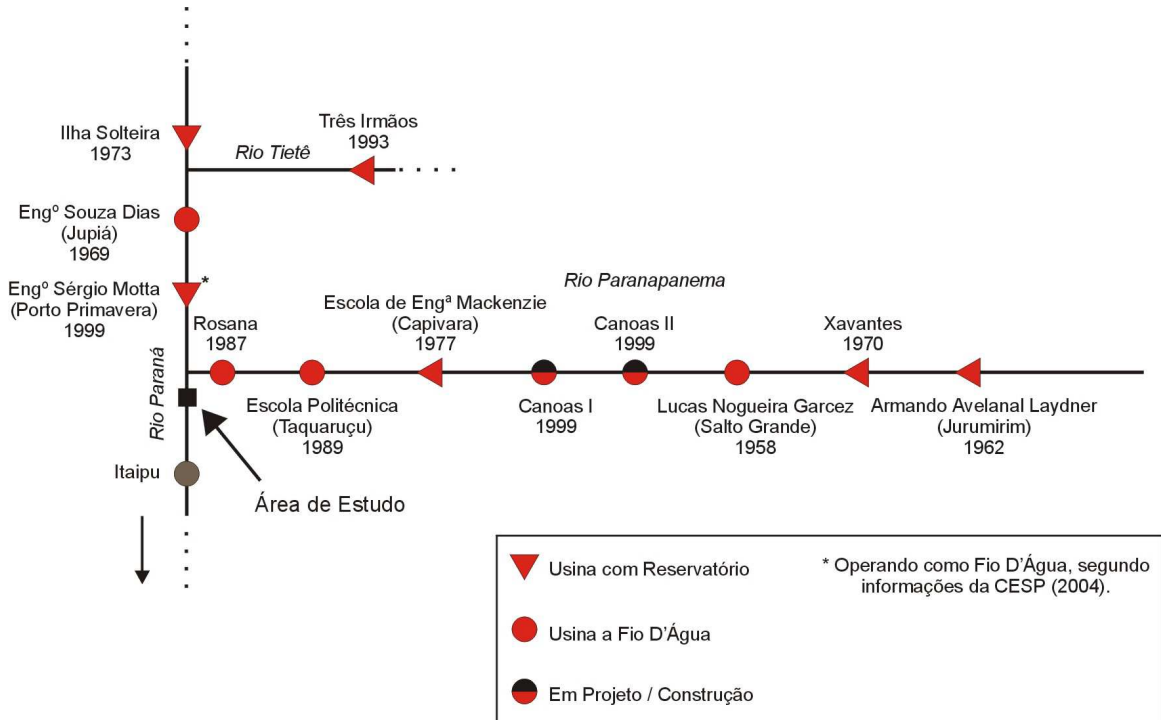 Ilha Solteira
1973
Três Irmãos
1993
Rio Tietê
Engº Souza Dias
(Jupiá)
1969
Engº Sérgio Motta
(Porto Primavera)
1999
*
Rio Paranapanema
Rosana
1987
Escola de Engª Mackenzie
(Capivara)
1977
Canoas II
1999
Xavantes
1970
Rio Paraná
Escola Politécnica
(Taquaruçu)
1989
Canoas I
1999
Lucas Nogueira Garcez
(Salto Grande)
1958
Armando Avelanal Laydner
(Jurumirim)
1962
Itaipu
Área de Estudo
Usina com Reservatório
* Operando como Fio D'Água, segundo
informações da CESP (2004).
Usina a Fio D'Água
Em Projeto / Construção